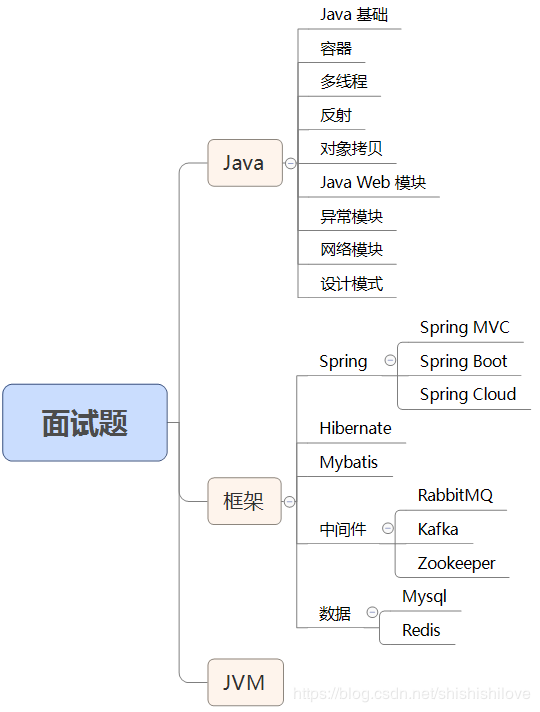 面试题
Java
Java 基础
容器
多线程
反射
对象拷贝
Java Web 模块
异常模块
网络模块
设计模式
框架
Spring
Spring MVC
Spring Boot
Spring Cloud
Hibernate
Mybatis
中间件
RabbitMQ
Kafka
Zookeeper
数据
Mysql
Redis
JVM
https://blog.csdn.net/shishishilove